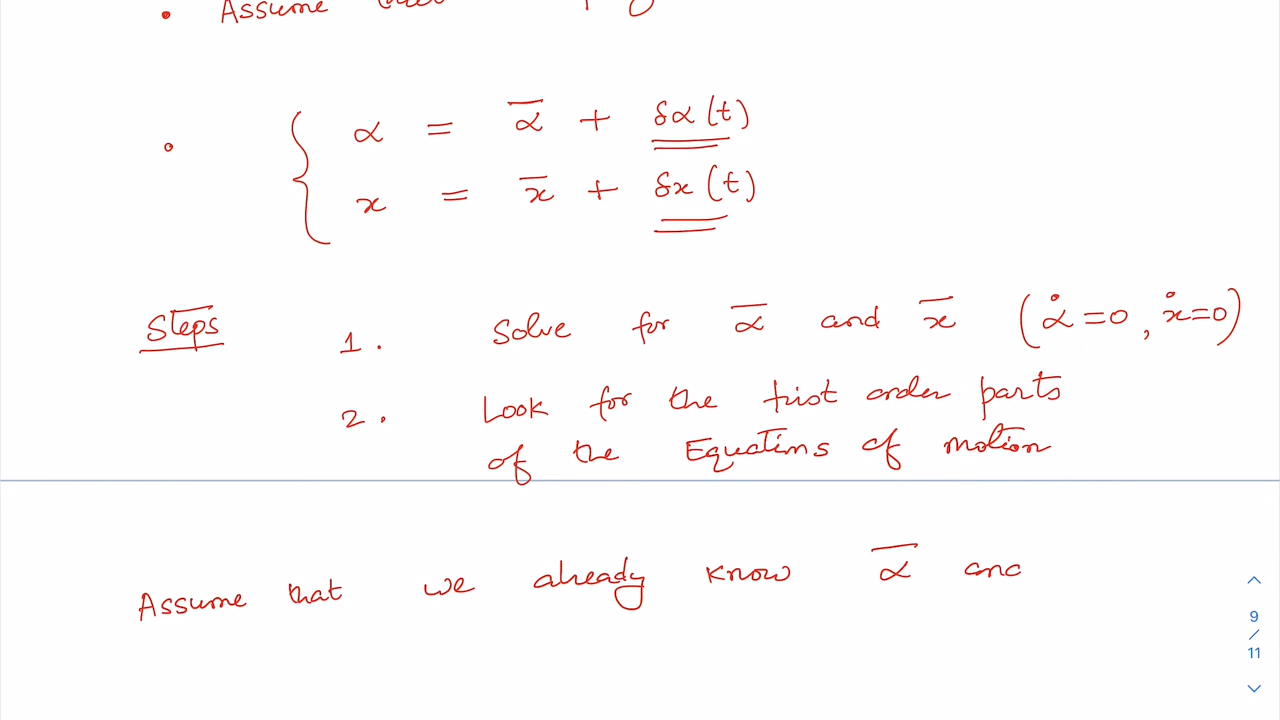 • Assume
• { α = α̅ + δα(t)
x = x̅ + δx(t)
Steps 1. Solve for α̅ and x̅ (α̇ = 0, ẋ = 0)
2. Look for the first order parts
of the Equations of motion
Assume that we already know α̅ and
9
/
11